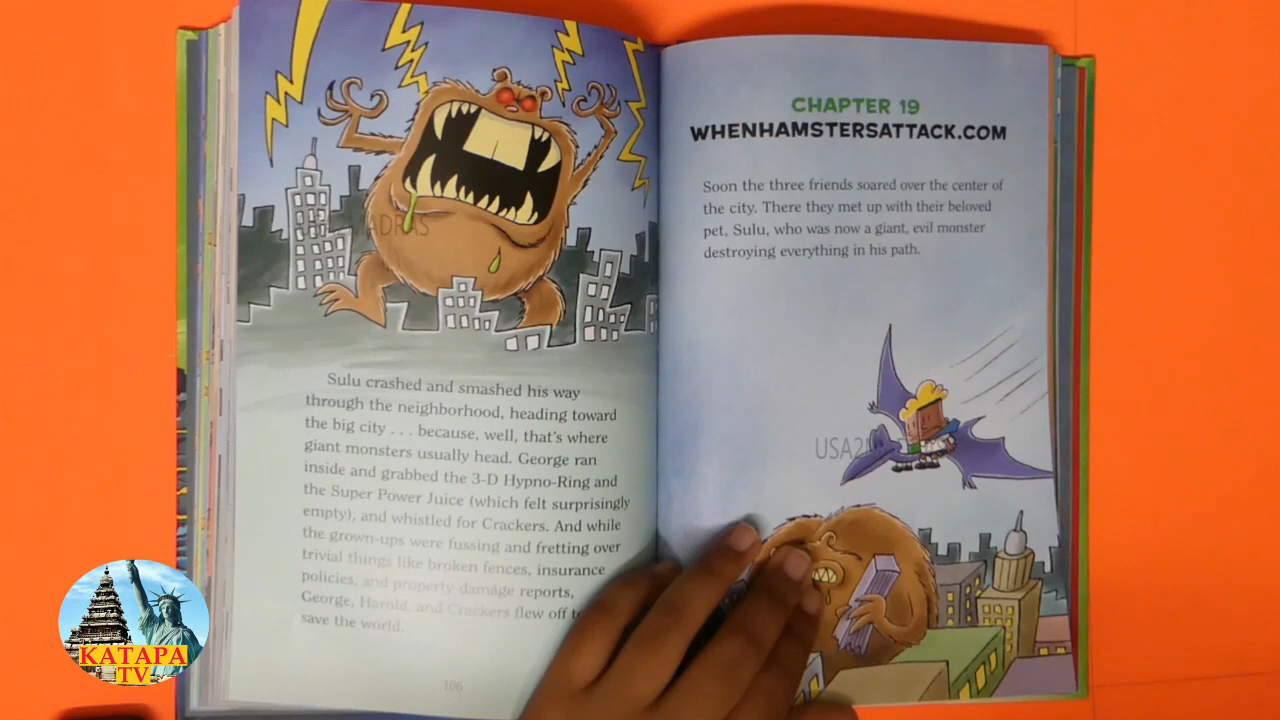 Sulu crashed and smashed his way
through the neighborhood, heading toward
the big city . . . because, well, that's where
giant monsters usually head. George ran
inside and grabbed the 3-D Hypno-Ring and
the Super Power Juice (which felt surprisingly
empty), and whistled for Crackers. And while
the grown-ups were fussing and fretting over
trivial things like broken fences, insurance
policies, and property damage reports,
George, Harold, and Crackers flew off to
save the world.
106
CHAPTER 19
WHENHAMSTERSATTACK.COM
Soon the three friends soared over the center of
the city. There they met up with their beloved
pet, Sulu, who was now a giant, evil monster
destroying everything in his path.
KATAPA
TV